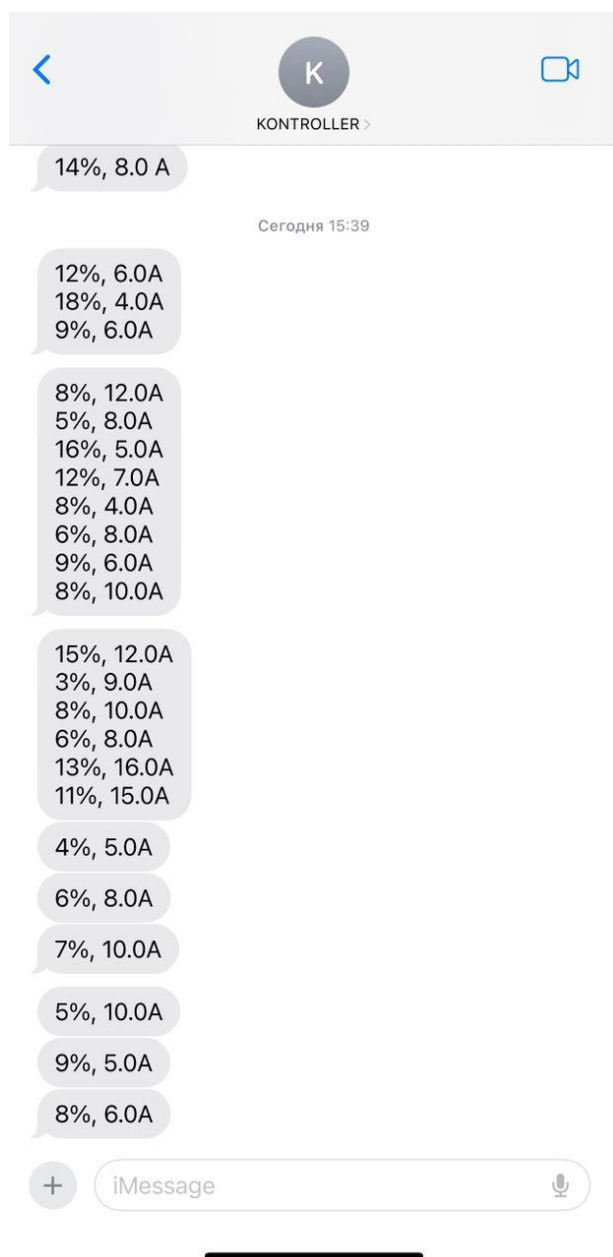 K
KONTROLLER
14%, 8.0 A
Сегодня 15:39
12%, 6.0A
18%, 4.0A
9%, 6.0A
8%, 12.0A
5%, 8.0A
16%, 5.0A
12%, 7.0A
8%, 4.0A
6%, 8.0A
9%, 6.0A
8%, 10.0A
15%, 12.0A
3%, 9.0A
8%, 10.0A
6%, 8.0A
13%, 16.0A
11%, 15.0A
4%, 5.0A
6%, 8.0A
7%, 10.0A
5%, 10.0A
9%, 5.0A
8%, 6.0A
iMessage